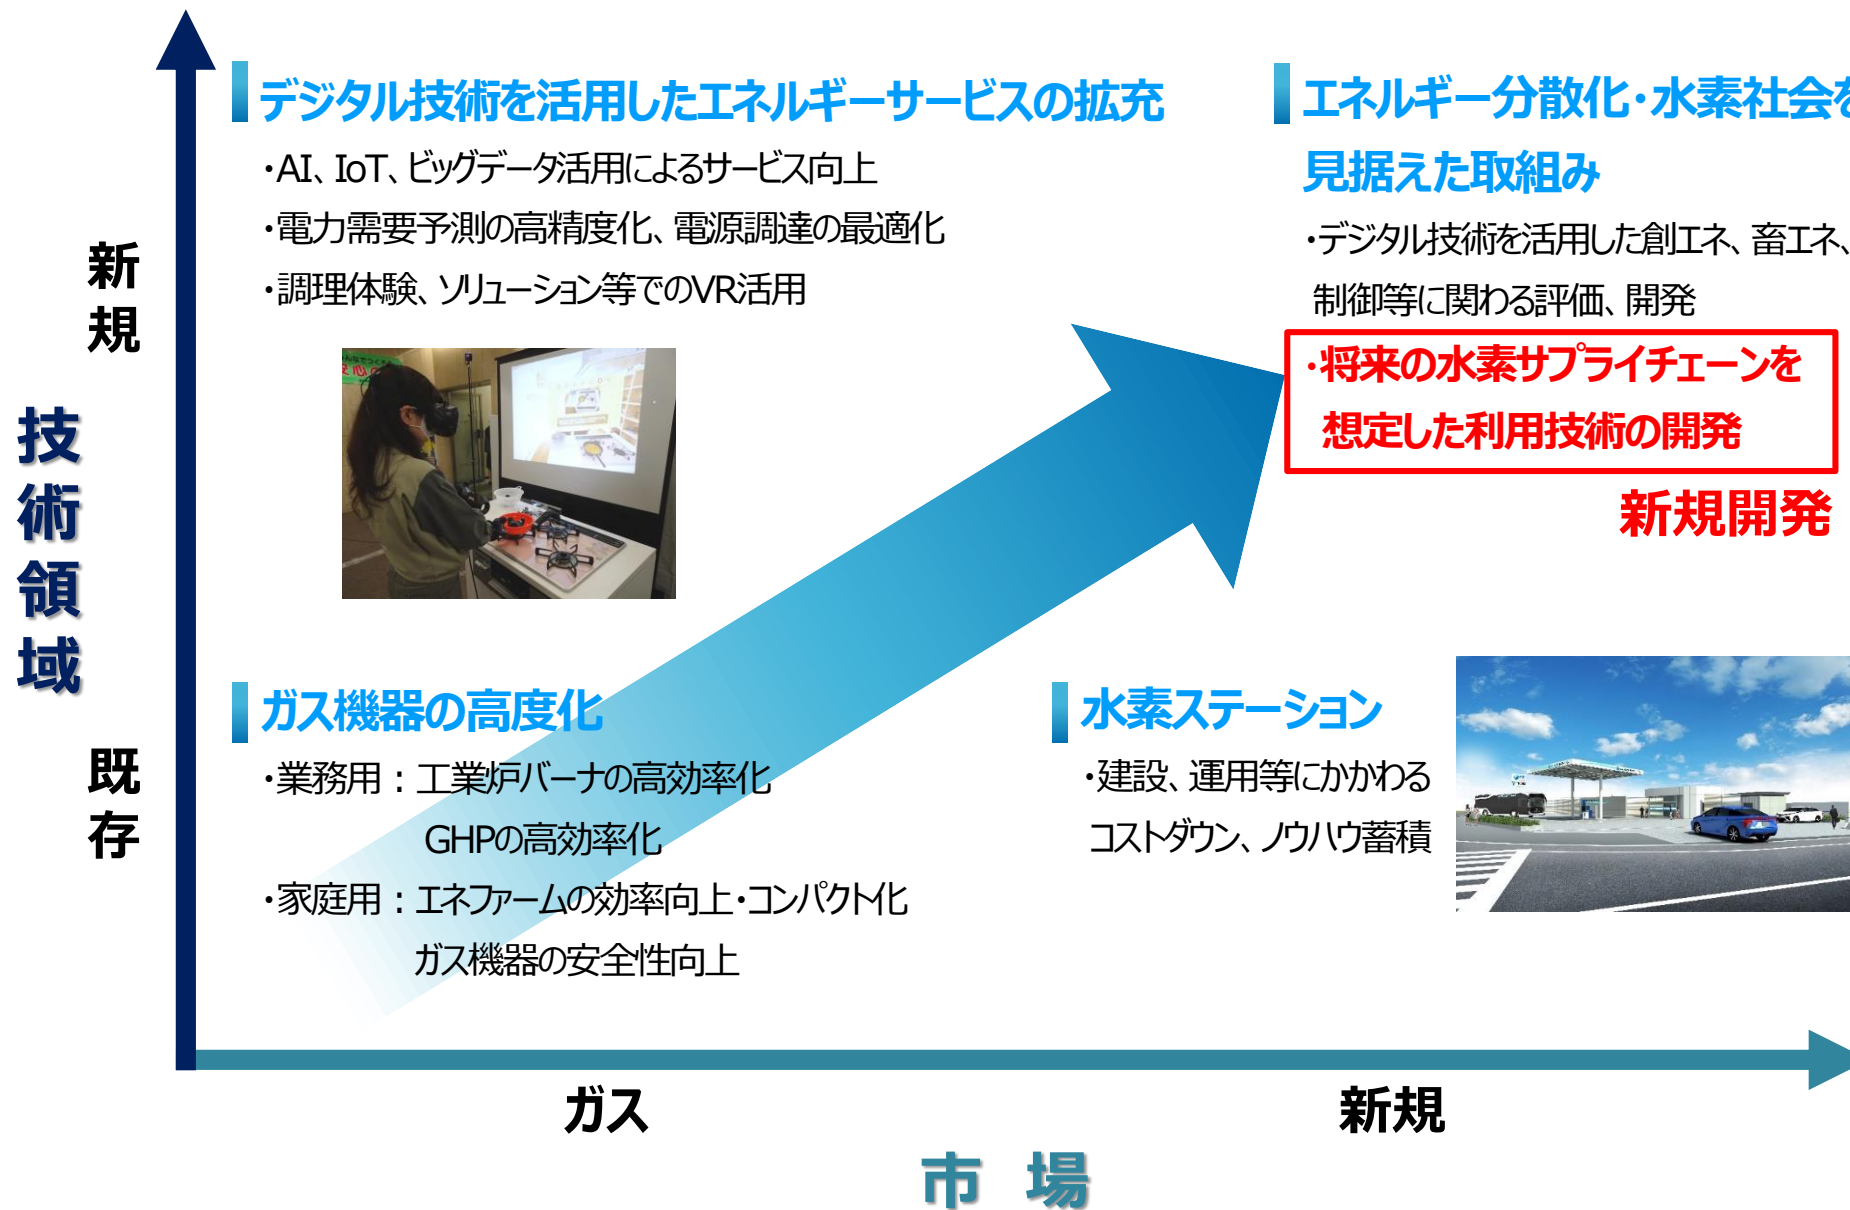 デジタル技術を活用したエネルギーサービスの拡充
・AI、IoT、ビッグデータ活用によるサービス向上
・電力需要予測の高精度化、電源調達の最適化
・調理体験、ソリューション等でのVR活用
エネルギー分散化・水素社会を
見据えた取組み
・デジタル技術を活用した創エネ、畜エネ、
制御等に関わる評価、開発
・将来の水素サプライチェーンを
想定した利用技術の開発
新規開発
新規
技術領域
既存
ガス機器の高度化
・業務用：工業炉バーナの高効率化
GHPの高効率化
・家庭用：エネファームの効率向上・コンパクト化
ガス機器の安全性向上
水素ステーション
・建設、運用等にかかわる
コストダウン、ノウハウ蓄積
ガス
新規
市 場